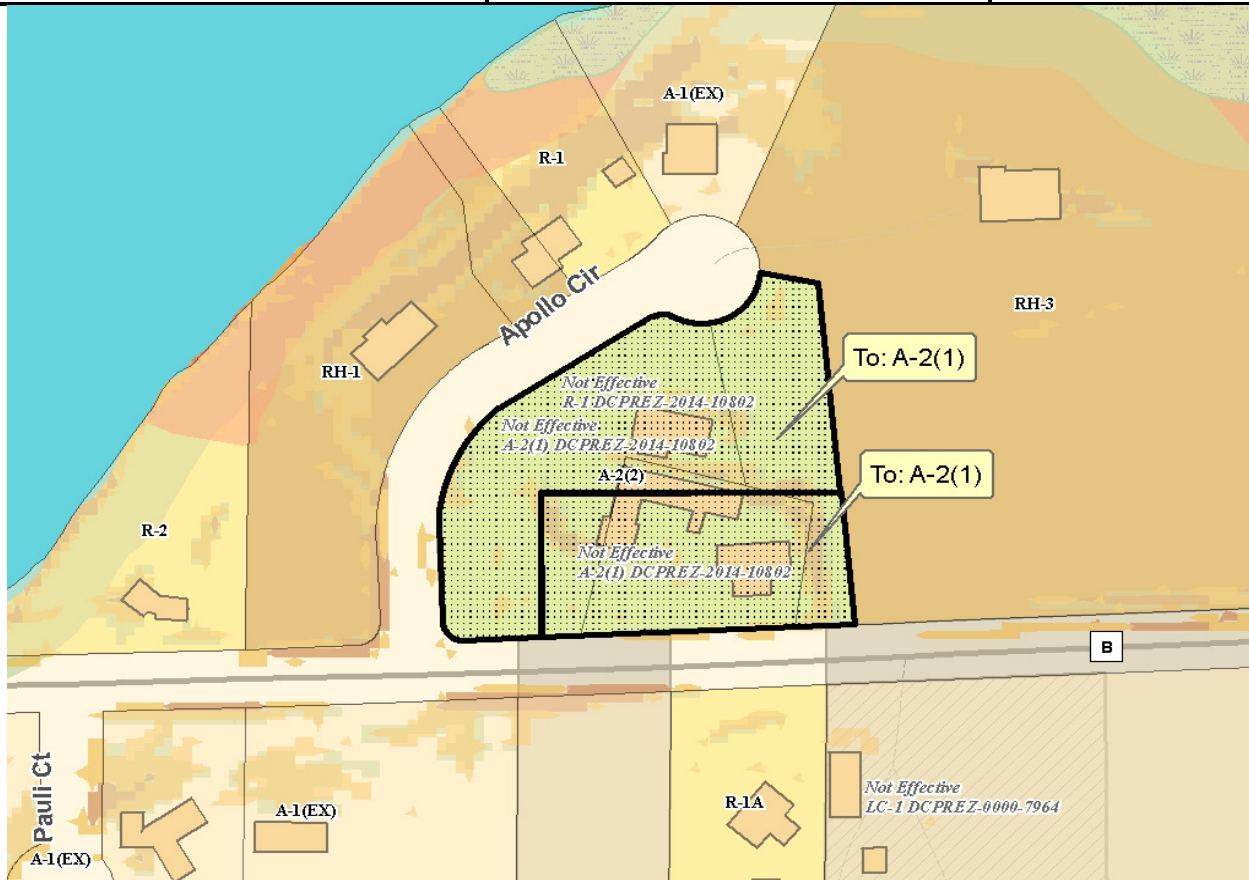 A-1(EX)
R-1
Apollo Cir
RH-3
To: A-2(1)
RH-1
Not Effective
R-1 DCPREZ-2014-10802
Not Effective
A-2(1) DCPREZ-2014-10802
A-2(2)
To: A-2(1)
R-2
Not Effective
A-2(1) DCPREZ-2014-10802
B
Pauli Ct
A-1(EX)
R-1A
Not Effective
LC-1 DCPREZ-0000-7964
A-1(EX)